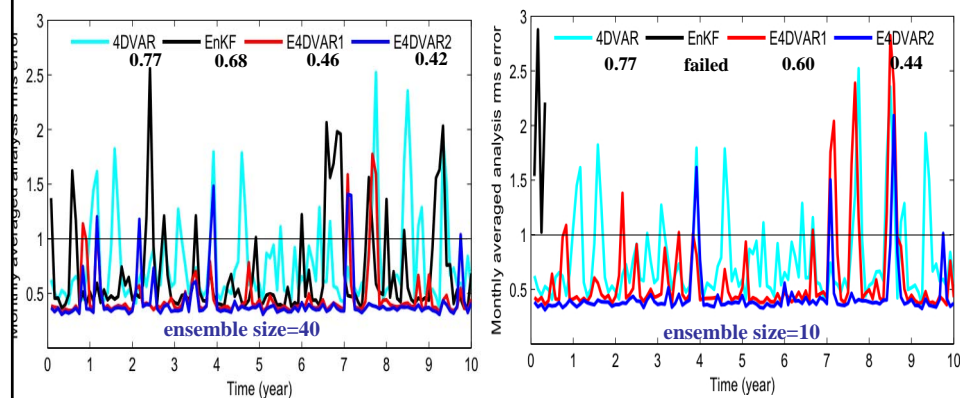 3
2.5
2
1.5
1
0.5
4DVAR EnKF E4DVAR1 E4DVAR2
0.77 0.68 0.46 0.42
ensemble size=40
0 1 2 3 4 5 6 7 8 9 10
Time (year)
Monthly averaged analysis rms error
3
2.5
2
1.5
1
0.5
4DVAR EnKF E4DVAR1 E4DVAR2
0.77 failed 0.60 0.44
ensemble size=10
0 1 2 3 4 5 6 7 8 9 10
Time (year)
Monthly averaged analysis rms error